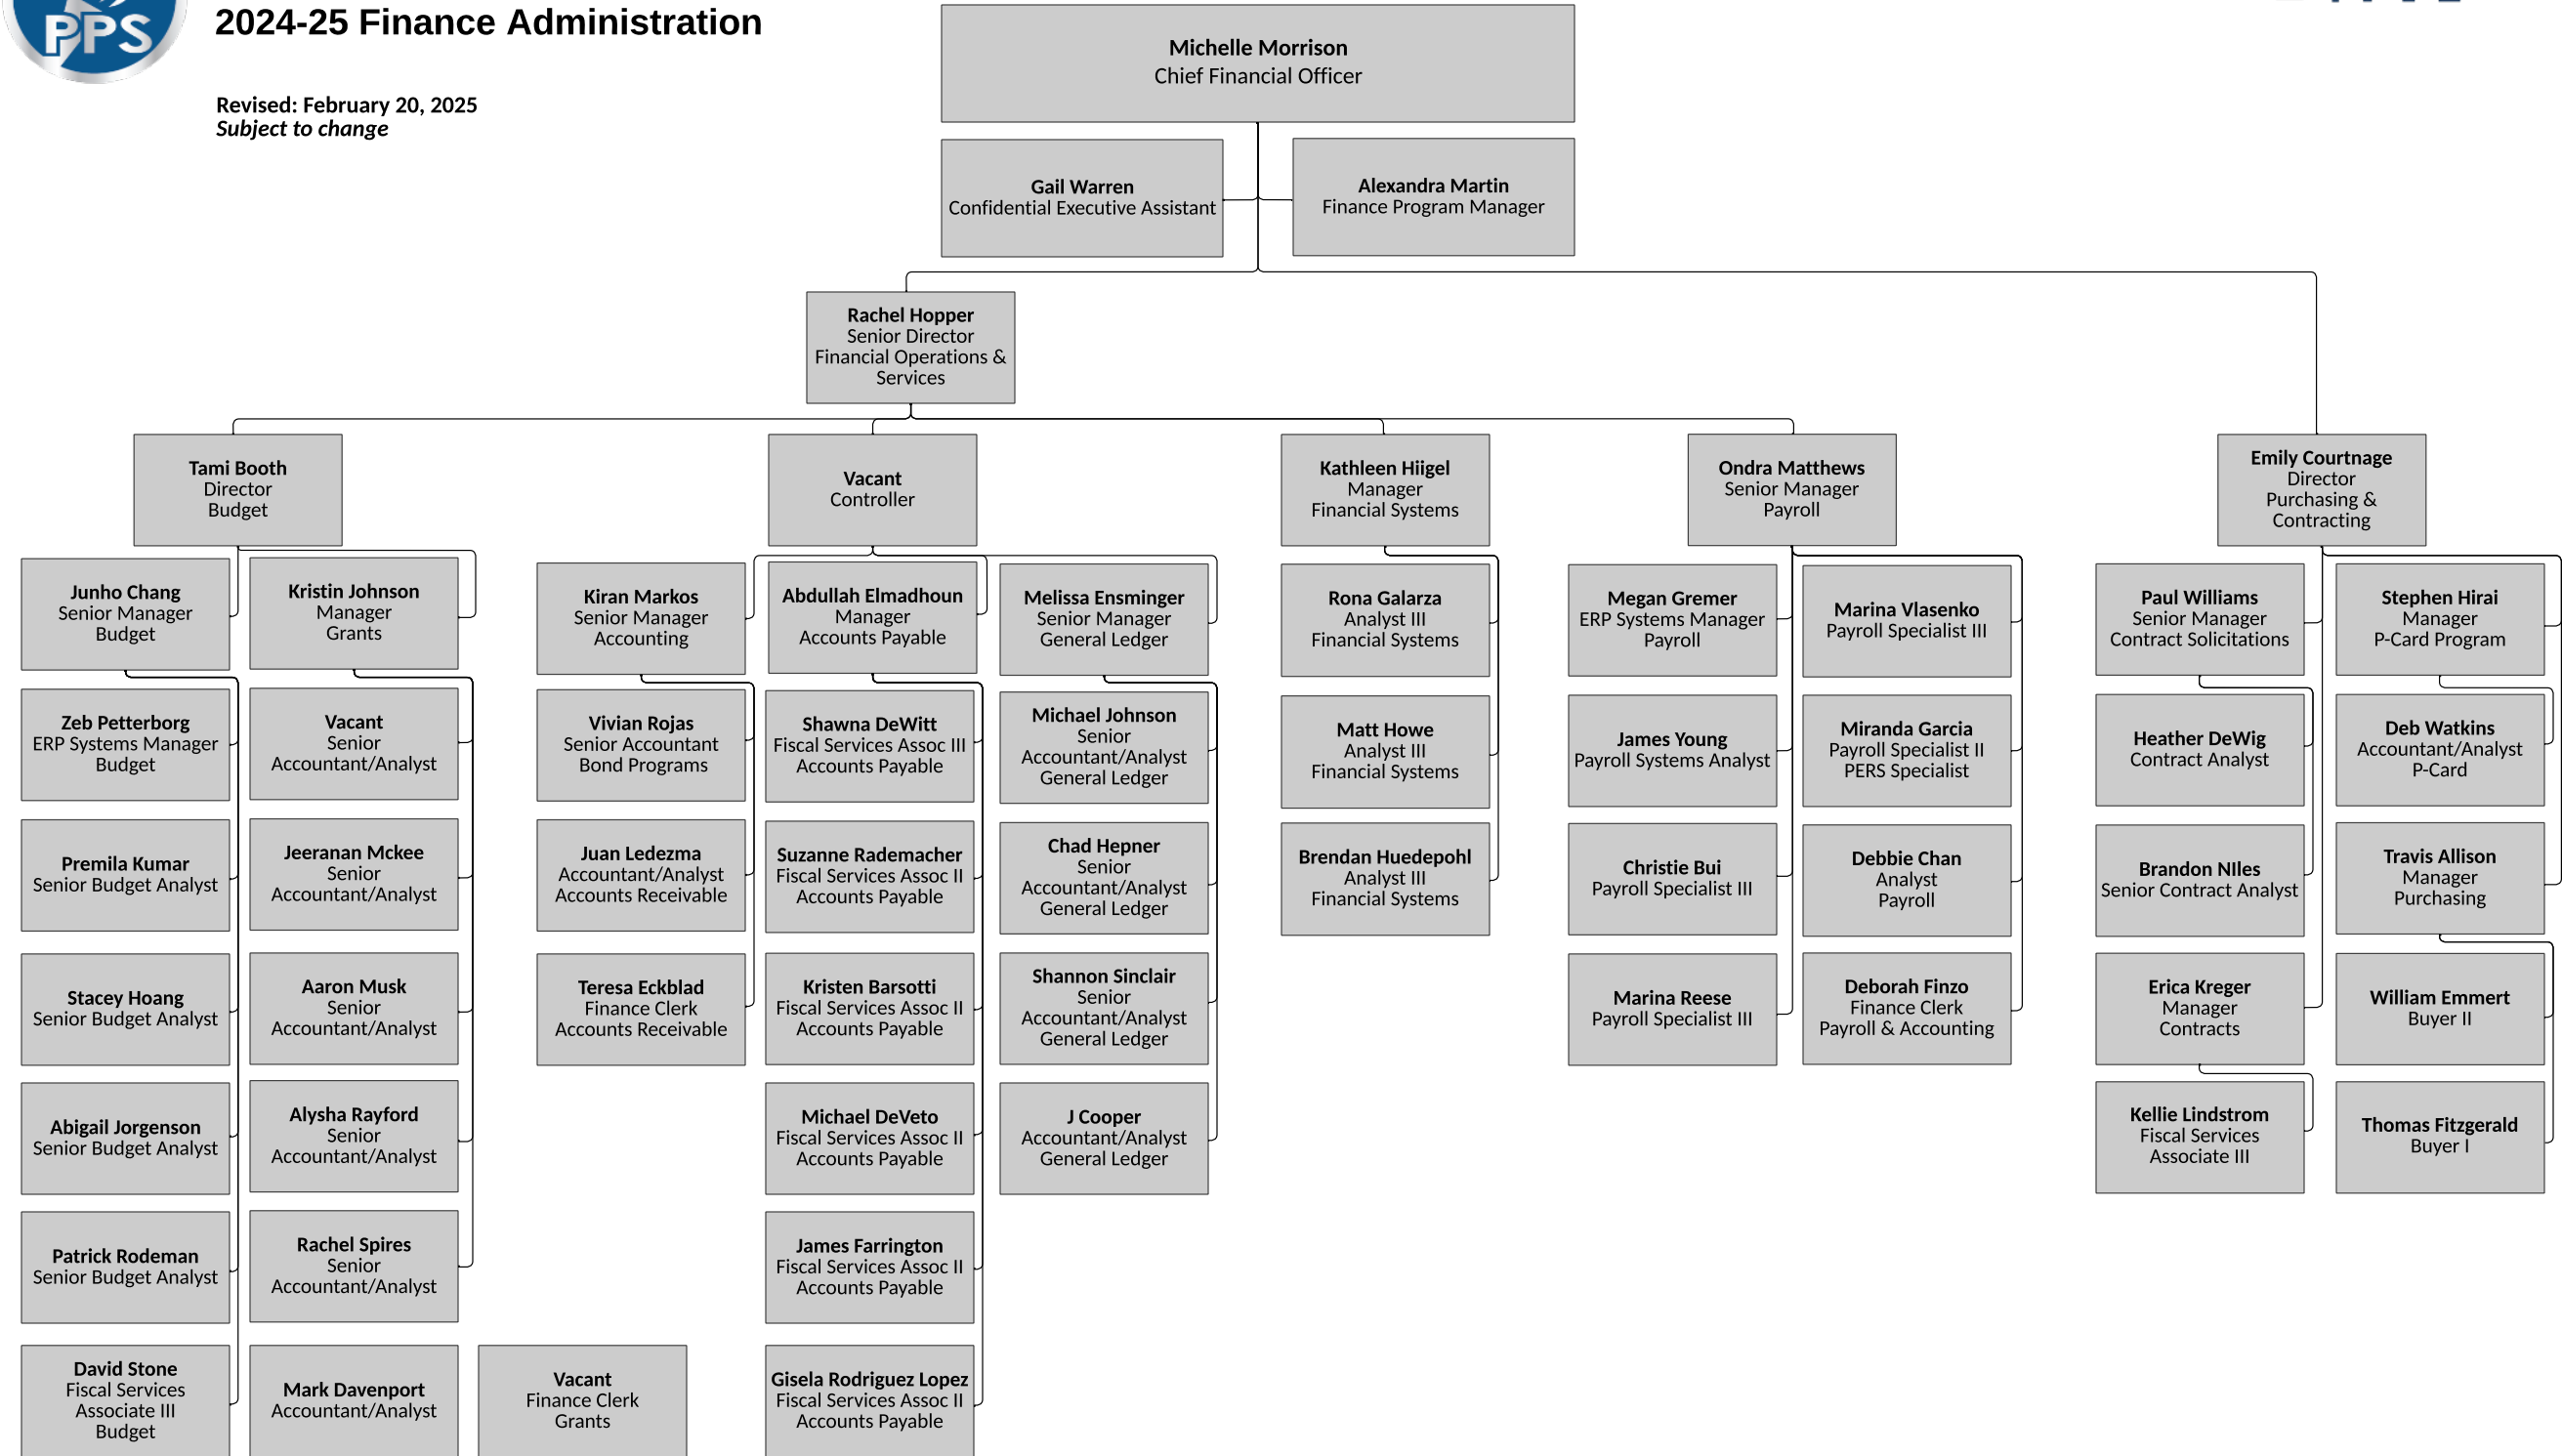 PPS
2024-25 Finance Administration
Revised: February 20, 2025
Subject to change
Michelle Morrison
Chief Financial Officer
Gail Warren
Confidential Executive Assistant
Alexandra Martin
Finance Program Manager
Rachel Hopper
Senior Director
Financial Operations &
Services
Tami Booth
Director
Budget
Vacant
Controller
Kathleen Hiigel
Manager
Financial Systems
Ondra Matthews
Senior Manager
Payroll
Emily Courtnage
Director
Purchasing &
Contracting
Junho Chang
Senior Manager
Budget
Zeb Petterborg
ERP Systems Manager
Budget
Premila Kumar
Senior Budget Analyst
Stacey Hoang
Senior Budget Analyst
Abigail Jorgenson
Senior Budget Analyst
Patrick Rodeman
Senior Budget Analyst
David Stone
Fiscal Services
Associate III
Budget
Kristin Johnson
Manager
Grants
Vacant
Senior
Accountant/Analyst
Jeeranan Mckee
Senior
Accountant/Analyst
Aaron Musk
Senior
Accountant/Analyst
Alysha Rayford
Senior
Accountant/Analyst
Rachel Spires
Senior
Accountant/Analyst
Mark Davenport
Accountant/Analyst
Vacant
Finance Clerk
Grants
Kiran Markos
Senior Manager
Accounting
Vivian Rojas
Senior Accountant
Bond Programs
Juan Ledezma
Accountant/Analyst
Accounts Receivable
Teresa Eckblad
Finance Clerk
Accounts Receivable
Abdullah Elmadhoun
Manager
Accounts Payable
Shawna DeWitt
Fiscal Services Assoc III
Accounts Payable
Suzanne Rademacher
Fiscal Services Assoc II
Accounts Payable
Kristen Barsotti
Fiscal Services Assoc II
Accounts Payable
Michael DeVeto
Fiscal Services Assoc II
Accounts Payable
James Farrington
Fiscal Services Assoc II
Accounts Payable
Gisela Rodriguez Lopez
Fiscal Services Assoc II
Accounts Payable
Melissa Ensminger
Senior Manager
General Ledger
Michael Johnson
Senior
Accountant/Analyst
General Ledger
Chad Hepner
Senior
Accountant/Analyst
General Ledger
Shannon Sinclair
Senior
Accountant/Analyst
General Ledger
J Cooper
Accountant/Analyst
General Ledger
Rona Galarza
Analyst III
Financial Systems
Matt Howe
Analyst III
Financial Systems
Brendan Huedepohl
Analyst III
Financial Systems
Megan Gremer
ERP Systems Manager
Payroll
James Young
Payroll Systems Analyst
Christie Bui
Payroll Specialist III
Marina Reese
Payroll Specialist III
Marina Vlasenko
Payroll Specialist III
Miranda Garcia
Payroll Specialist II
PERS Specialist
Debbie Chan
Analyst
Payroll
Deborah Finzo
Finance Clerk
Payroll & Accounting
Paul Williams
Senior Manager
Contract Solicitations
Heather DeWig
Contract Analyst
Brandon NIles
Senior Contract Analyst
Erica Kreger
Manager
Contracts
Kellie Lindstrom
Fiscal Services
Associate III
Stephen Hirai
Manager
P-Card Program
Deb Watkins
Accountant/Analyst
P-Card
Travis Allison
Manager
Purchasing
William Emmert
Buyer II
Thomas Fitzgerald
Buyer I